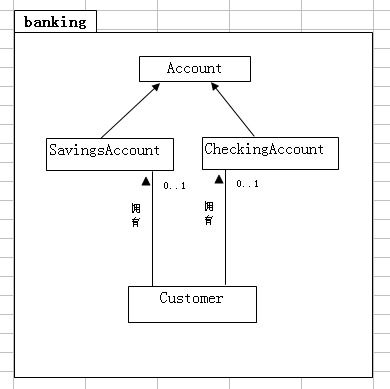 banking
Account
SavingsAccount
CheckingAccount
0..1
0..1
拥
有
拥
有
Customer